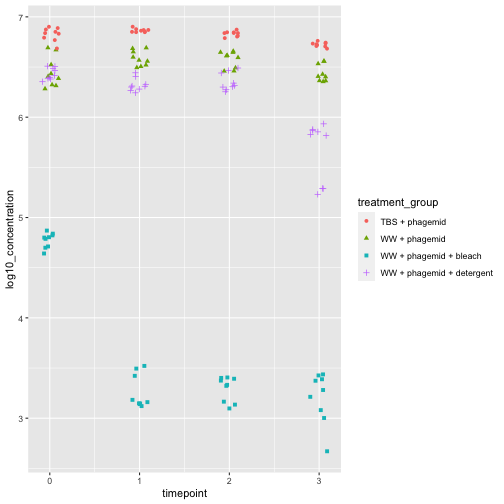 7
6
5
4
3
log10_concentration
0 1 2 3
timepoint
treatment_group
TBS + phagemid
WW + phagemid
WW + phagemid + bleach
WW + phagemid + detergent